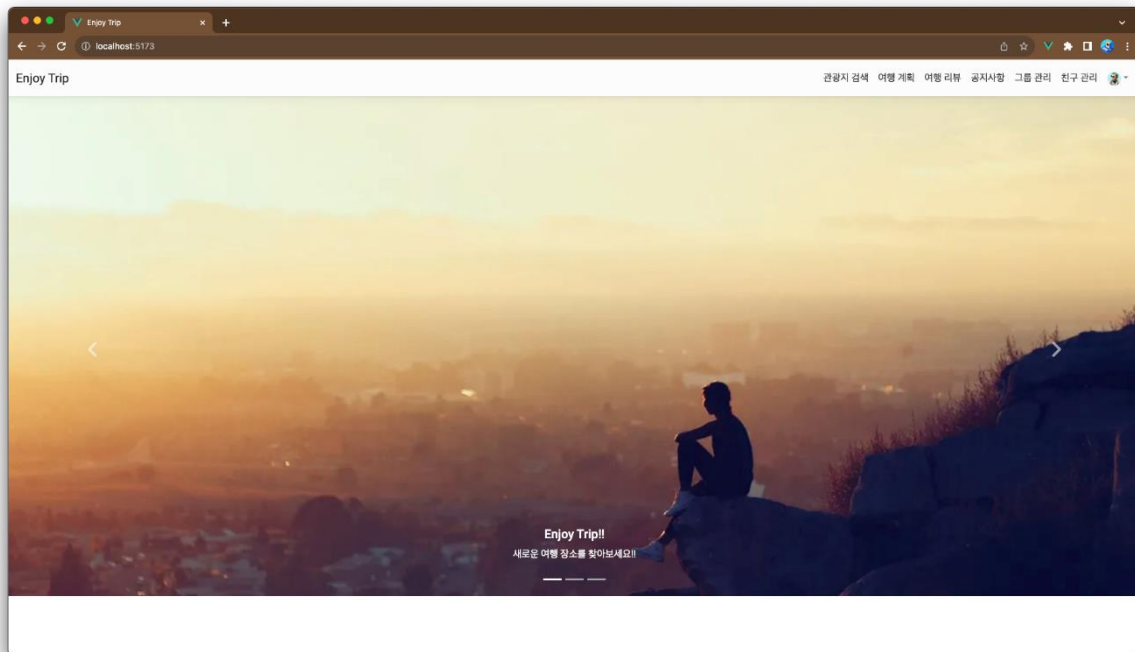 Enjoy Trip
localhost:5173
Enjoy Trip
관광지 검색 여행 계획 여행 리뷰 공지사항 그룹 관리 친구 관리
Enjoy Trip!!
새로운 여행 장소를 찾아보세요!!